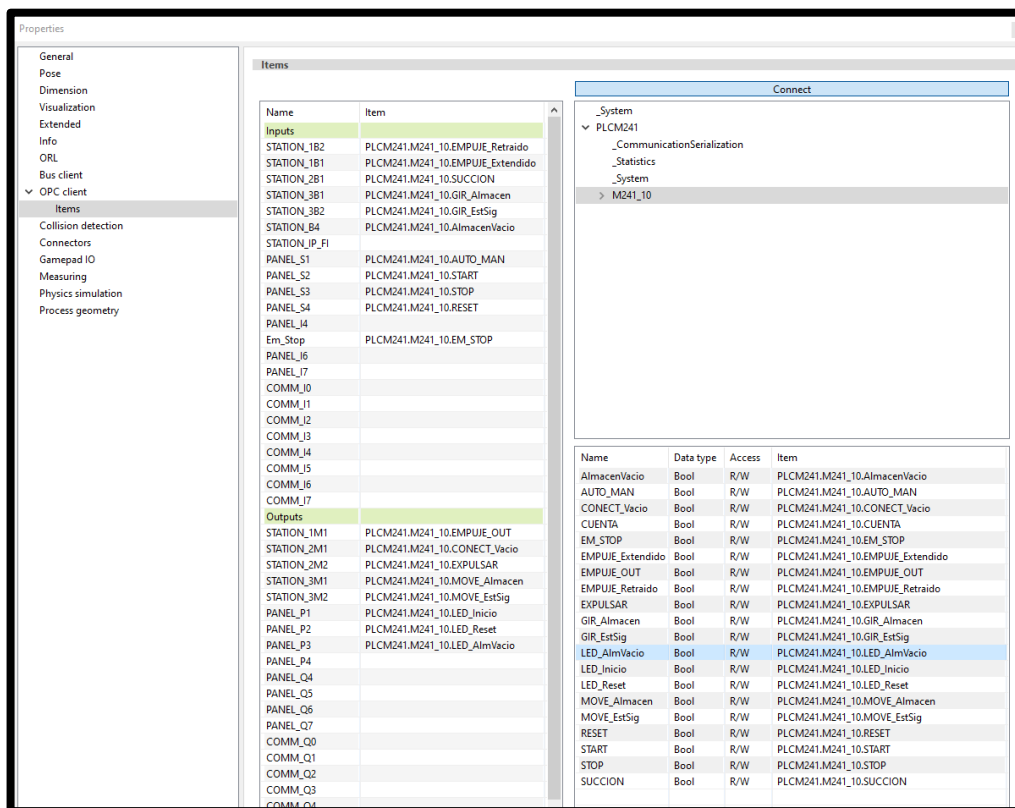 Properties
General
Pose
Dimension
Visualization
Extended
Info
ORL
Bus client
OPC client
Items
Collision detection
Connectors
Gamepad IO
Measuring
Physics simulation
Process geometry
Items
Name Item
Inputs
STATION_1B2 PLCM241.M241_10.EMPUJE_Retraido
STATION_1B1 PLCM241.M241_10.EMPUJE_Extendido
STATION_2B1 PLCM241.M241_10.SUCCION
STATION_3B1 PLCM241.M241_10.GIR_Almacen
STATION_3B2 PLCM241.M241_10.GIR_EstSig
STATION_B4 PLCM241.M241_10.AlmacenVacio
STATION_IP_FI
PANEL_S1 PLCM241.M241_10.AUTO_MAN
PANEL_S2 PLCM241.M241_10.START
PANEL_S3 PLCM241.M241_10.STOP
PANEL_S4 PLCM241.M241_10.RESET
PANEL_I4
Em_Stop PLCM241.M241_10.EM_STOP
PANEL_I6
PANEL_I7
COMM_I0
COMM_I1
COMM_I2
COMM_I3
COMM_I4
COMM_I5
COMM_I6
COMM_I7
Outputs
STATION_1M1 PLCM241.M241_10.EMPUJE_OUT
STATION_2M1 PLCM241.M241_10.CONECT_Vacio
STATION_2M2 PLCM241.M241_10.EXPULSAR
STATION_3M1 PLCM241.M241_10.MOVE_Almacen
STATION_3M2 PLCM241.M241_10.MOVE_EstSig
PANEL_P1 PLCM241.M241_10.LED_Inicio
PANEL_P2 PLCM241.M241_10.LED_Reset
PANEL_P3 PLCM241.M241_10.LED_AlmVacio
PANEL_P4
PANEL_Q4
PANEL_Q5
PANEL_Q6
PANEL_Q7
COMM_Q0
COMM_Q1
COMM_Q2
COMM_Q3
COMM_Q4
Connect
_System
PLCM241
_CommunicationSerialization
_Statistics
_System
M241_10
Name Data type Access Item
AlmacenVacio Bool R/W PLCM241.M241_10.AlmacenVacio
AUTO_MAN Bool R/W PLCM241.M241_10.AUTO_MAN
CONECT_Vacio Bool R/W PLCM241.M241_10.CONECT_Vacio
CUENTA Bool R/W PLCM241.M241_10.CUENTA
EM_STOP Bool R/W PLCM241.M241_10.EM_STOP
EMPUJE_Extendido Bool R/W PLCM241.M241_10.EMPUJE_Extendido
EMPUJE_OUT Bool R/W PLCM241.M241_10.EMPUJE_OUT
EMPUJE_Retraido Bool R/W PLCM241.M241_10.EMPUJE_Retraido
EXPULSAR Bool R/W PLCM241.M241_10.EXPULSAR
GIR_Almacen Bool R/W PLCM241.M241_10.GIR_Almacen
GIR_EstSig Bool R/W PLCM241.M241_10.GIR_EstSig
LED_AlmVacio Bool R/W PLCM241.M241_10.LED_AlmVacio
LED_Inicio Bool R/W PLCM241.M241_10.LED_Inicio
LED_Reset Bool R/W PLCM241.M241_10.LED_Reset
MOVE_Almacen Bool R/W PLCM241.M241_10.MOVE_Almacen
MOVE_EstSig Bool R/W PLCM241.M241_10.MOVE_EstSig
RESET Bool R/W PLCM241.M241_10.RESET
START Bool R/W PLCM241.M241_10.START
STOP Bool R/W PLCM241.M241_10.STOP
SUCCION Bool R/W PLCM241.M241_10.SUCCION